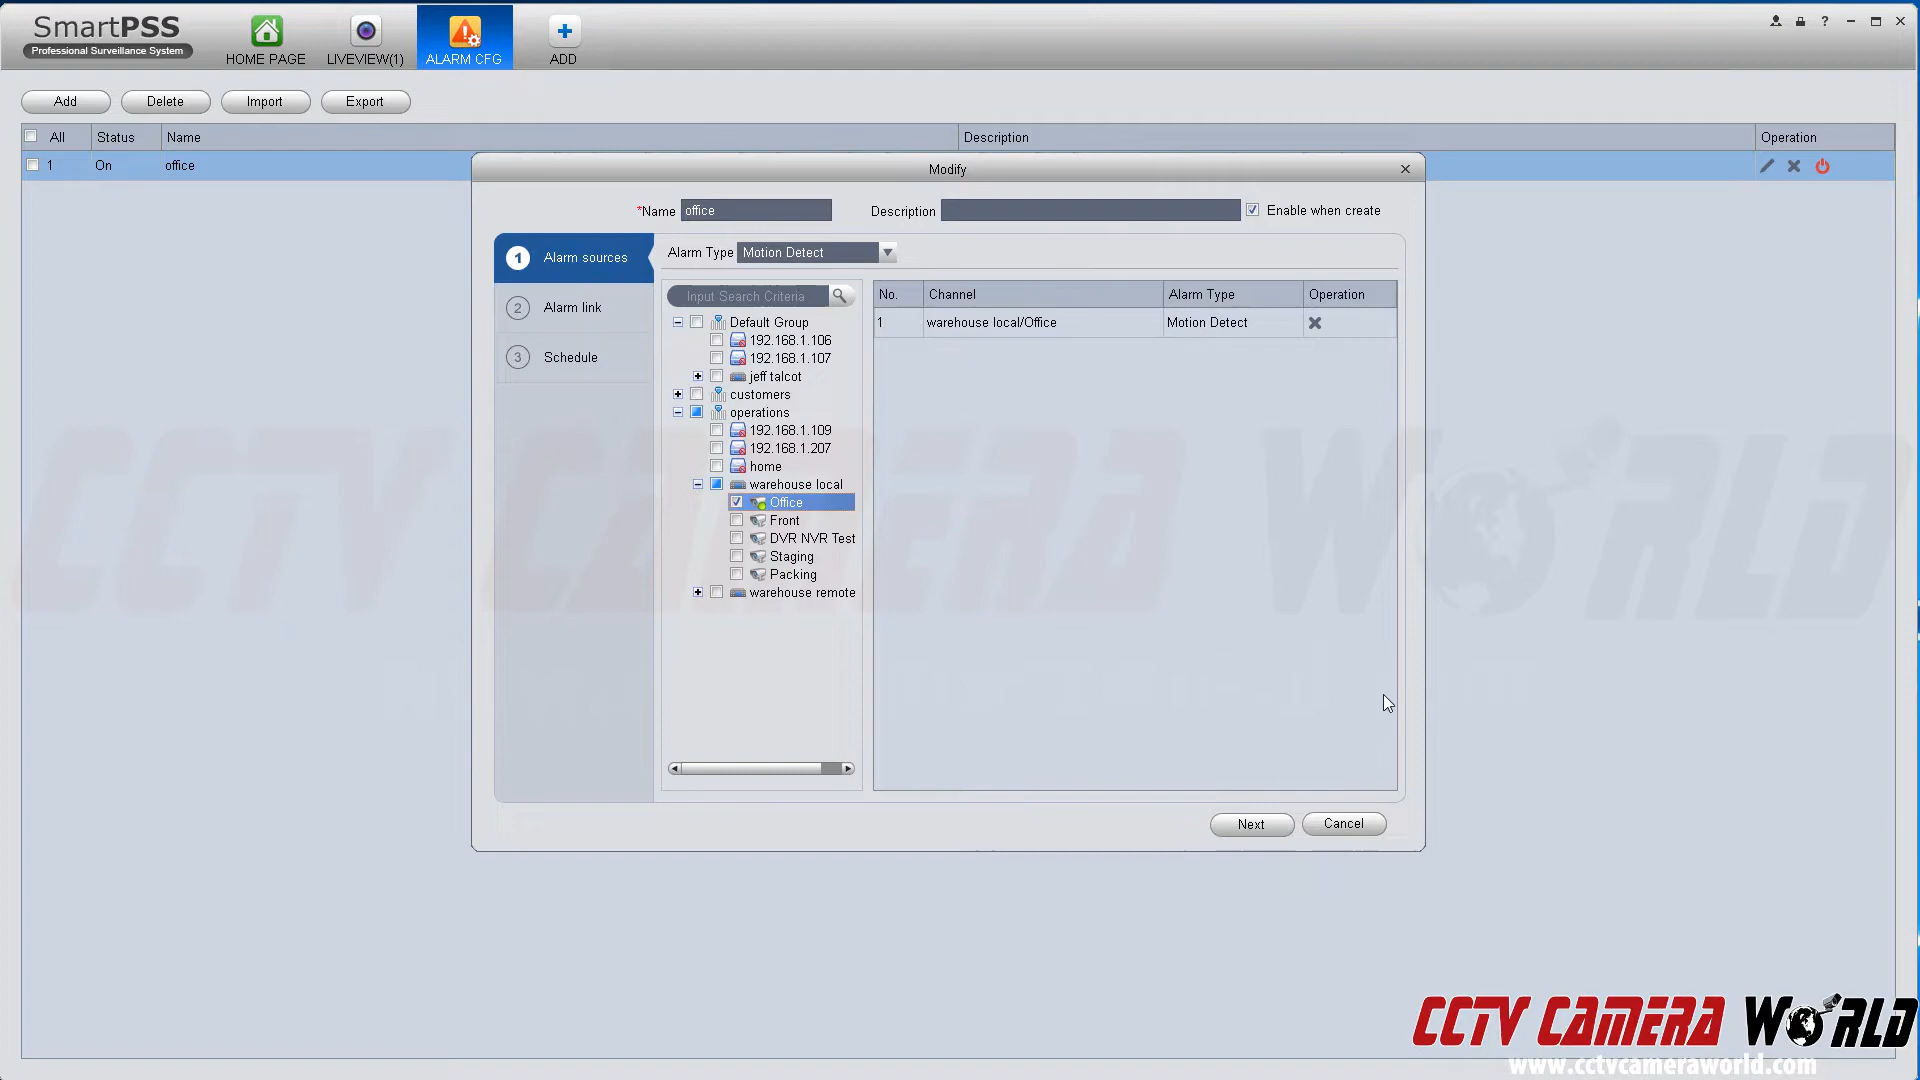 SmartPSS
Professional Surveillance System
HOME PAGE
LIVEVIEW(1)
ALARM CFG
ADD
?
Add
Delete
Import
Export
All
Status
Name
Description
Operation
1
On
office
Modify
*Name
office
Description
Enable when create
1
Alarm sources
2
Alarm link
3
Schedule
Alarm Type
Motion Detect
Input Search Criteria
Default Group
192.168.1.106
192.168.1.107
jeff talcot
customers
operations
192.168.1.109
192.168.1.207
home
warehouse local
Office
Front
DVR NVR Test
Staging
Packing
warehouse remote
No.
Channel
Alarm Type
Operation
1
warehouse local/Office
Motion Detect
Next
Cancel
CCTV CAMERA WORLD
CCTV CAMERA WORLD
www.cctvcameraworld.com